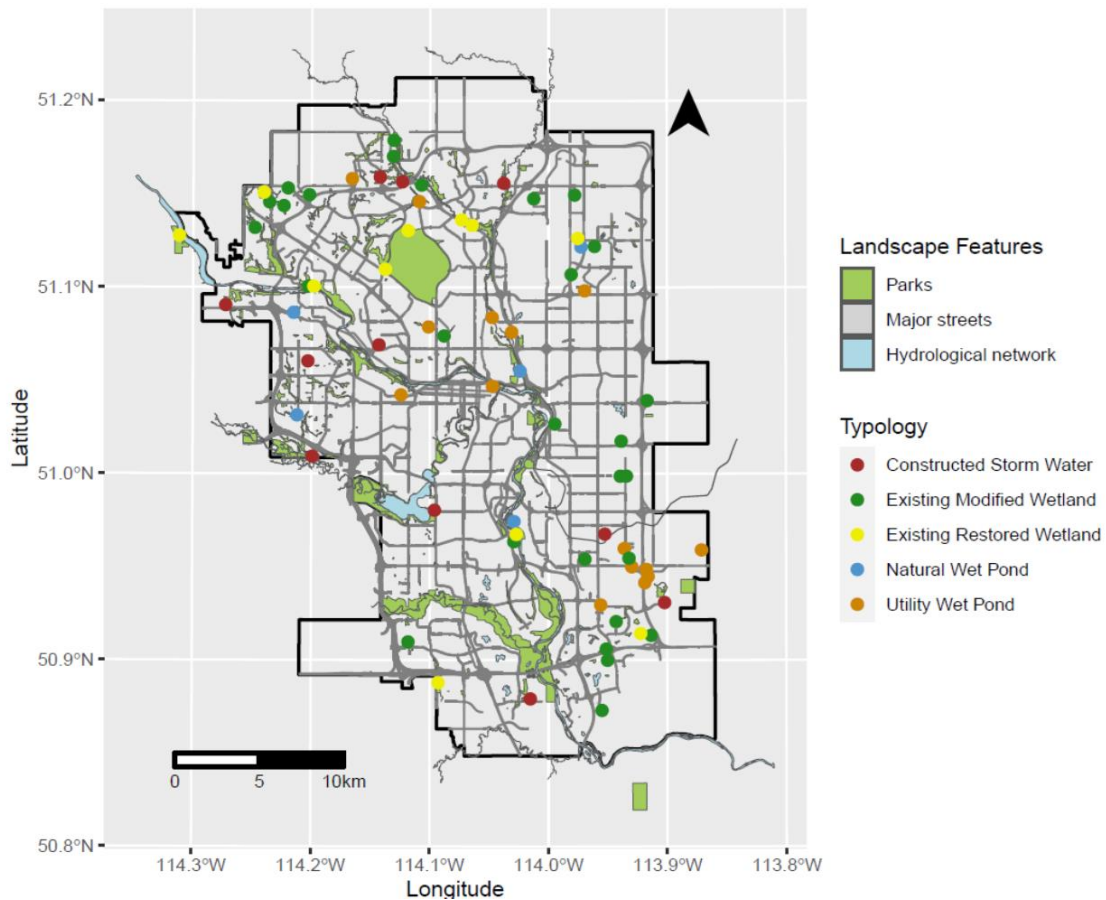 51.2°N
51.1°N
51.0°N
50.9°N
50.8°N
Latitude
0 5 10km
114.3°W 114.2°W 114.1°W 114.0°W 113.9°W 113.8°W
Longitude
Landscape Features
Parks
Major streets
Hydrological network
Typology
Constructed Storm Water
Existing Modified Wetland
Existing Restored Wetland
Natural Wet Pond
Utility Wet Pond